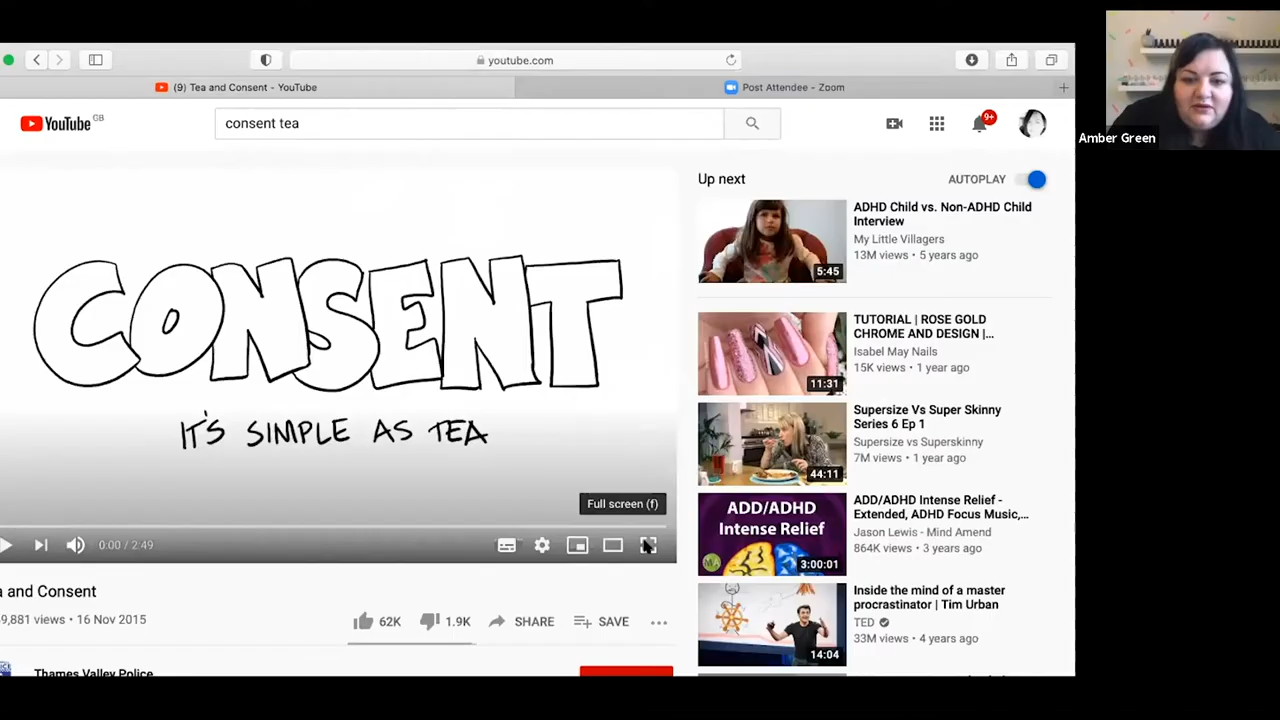 youtube.com
(9) Tea and Consent - YouTube
Post Attendee - Zoom
YouTube GB
consent tea
9+
Amber Green
CONSENT
IT'S SIMPLE AS TEA
Full screen (f)
0:00 / 2:49
a and Consent
9,881 views • 16 Nov 2015
62K
1.9K
SHARE
SAVE
Thames Valley Police
Up next
AUTOPLAY
5:45
ADHD Child vs. Non-ADHD Child
Interview
My Little Villagers
13M views • 5 years ago
11:31
TUTORIAL | ROSE GOLD
CHROME AND DESIGN |...
Isabel May Nails
15K views • 1 year ago
44:11
Supersize Vs Super Skinny
Series 6 Ep 1
Supersize vs Superskinny
7M views • 1 year ago
ADD/ADHD
Intense Relief
3:00:01
ADD/ADHD Intense Relief -
Extended, ADHD Focus Music,...
Jason Lewis - Mind Amend
864K views • 3 years ago
14:04
Inside the mind of a master
procrastinator | Tim Urban
TED
33M views • 4 years ago